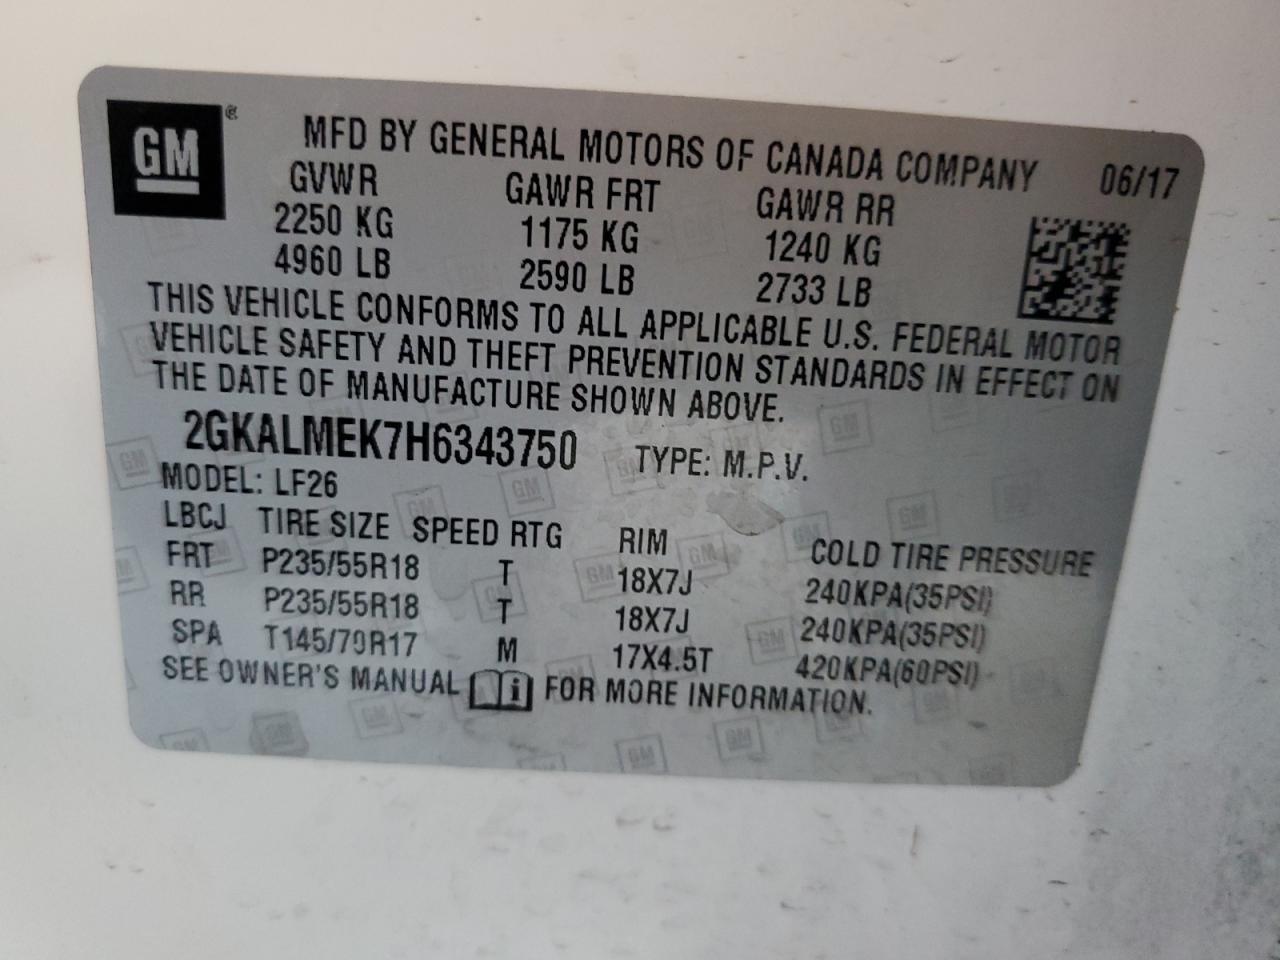 GM
MFD BY GENERAL MOTORS OF CANADA COMPANY 06/17
GVWR GAWR FRT GAWR RR
2250 KG 1175 KG 1240 KG
4960 LB 2590 LB 2733 LB
THIS VEHICLE CONFORMS TO ALL APPLICABLE U.S. FEDERAL MOTOR
VEHICLE SAFETY AND THEFT PREVENTION STANDARDS IN EFFECT ON
THE DATE OF MANUFACTURE SHOWN ABOVE.
2GKALMEK7H6343750 TYPE: M.P.V.
MODEL: LF26
LBCJ TIRE SIZE SPEED RTG RIM COLD TIRE PRESSURE
FRT P235/55R18 T 18X7J 240KPA(35PSI)
RR P235/55R18 T 18X7J 240KPA(35PSI)
SPA T145/70R17 M 17X4.5T 420KPA(60PSI)
SEE OWNER'S MANUAL FOR MORE INFORMATION.